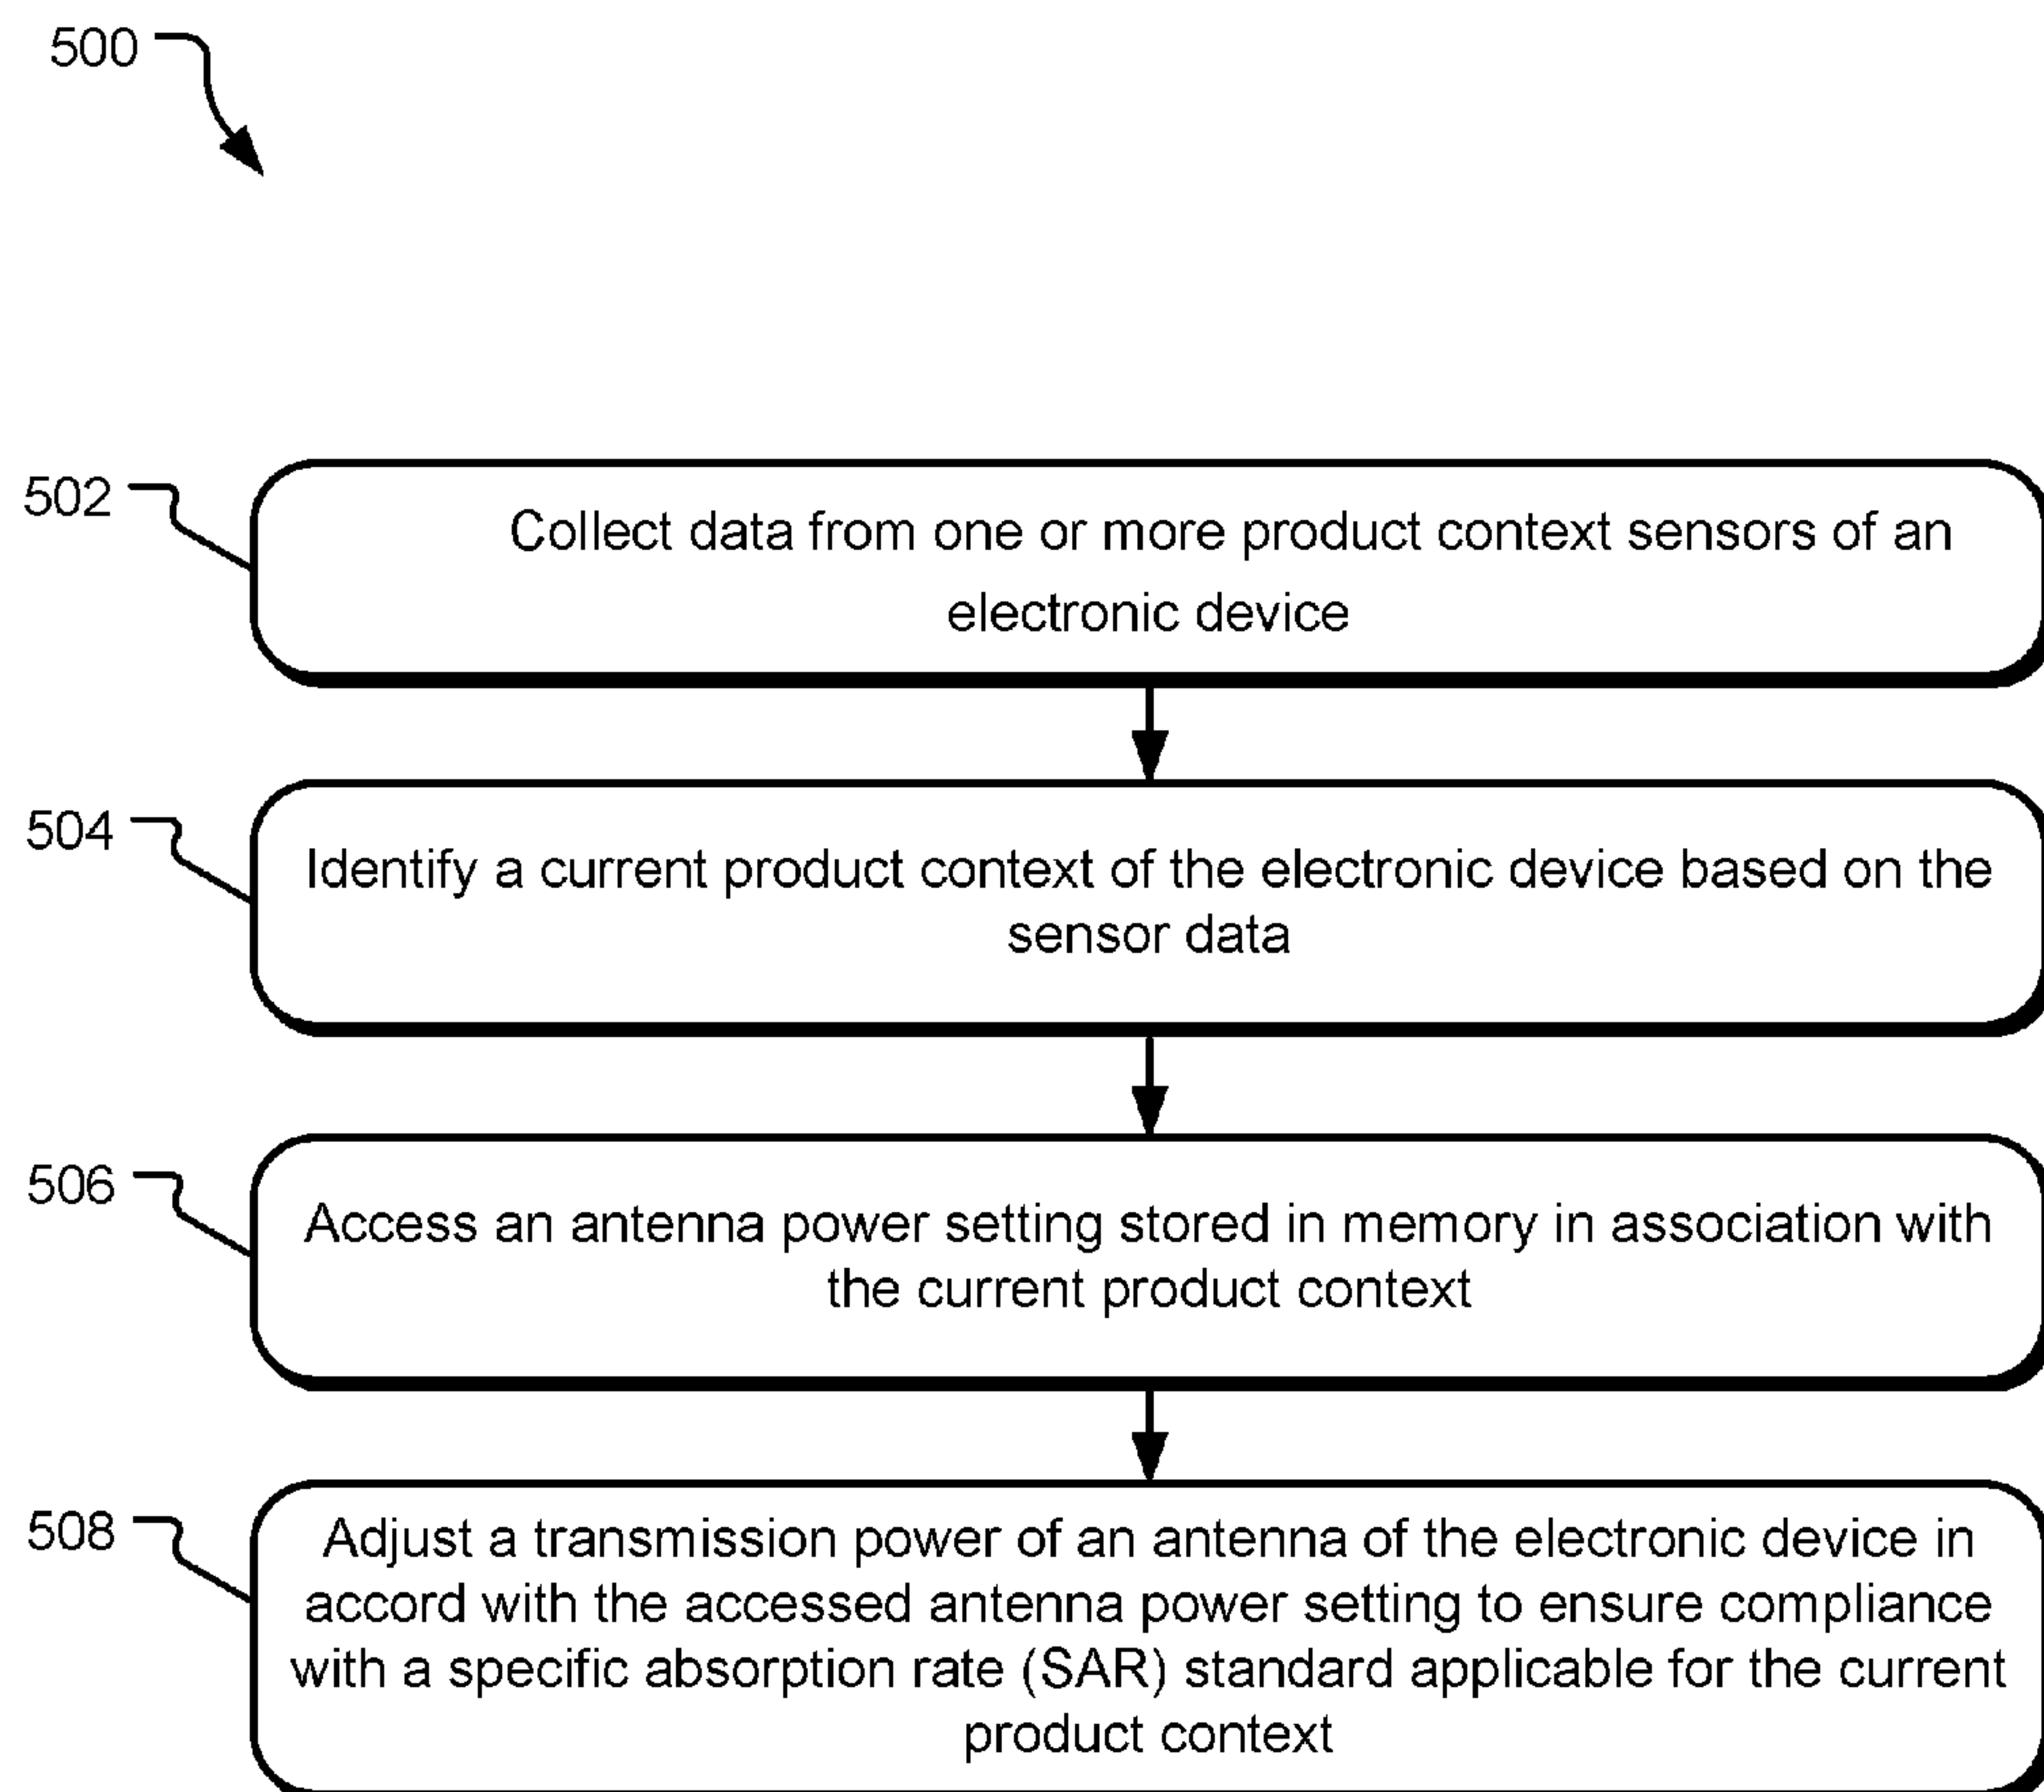 500
502
Collect data from one or more product context sensors of an
electronic device
504
Identify a current product context of the electronic device based on the
sensor data
506
Access an antenna power setting stored in memory in association with
the current product context
508
Adjust a transmission power of an antenna of the electronic device in
accord with the accessed antenna power setting to ensure compliance
with a specific absorption rate (SAR) standard applicable for the current
product context